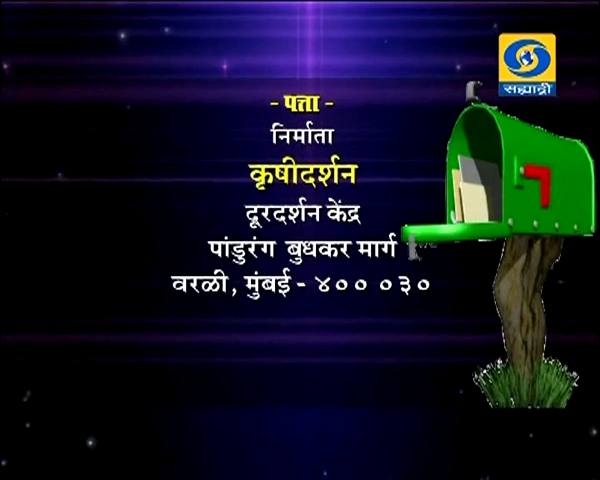 सह्याद्री
- पत्ता -
निर्माता
कृषीदर्शन
दूरदर्शन केंद्र
पांडुरंग बुधकर मार्ग
वरळी, मुंबई - ४०० ०३०